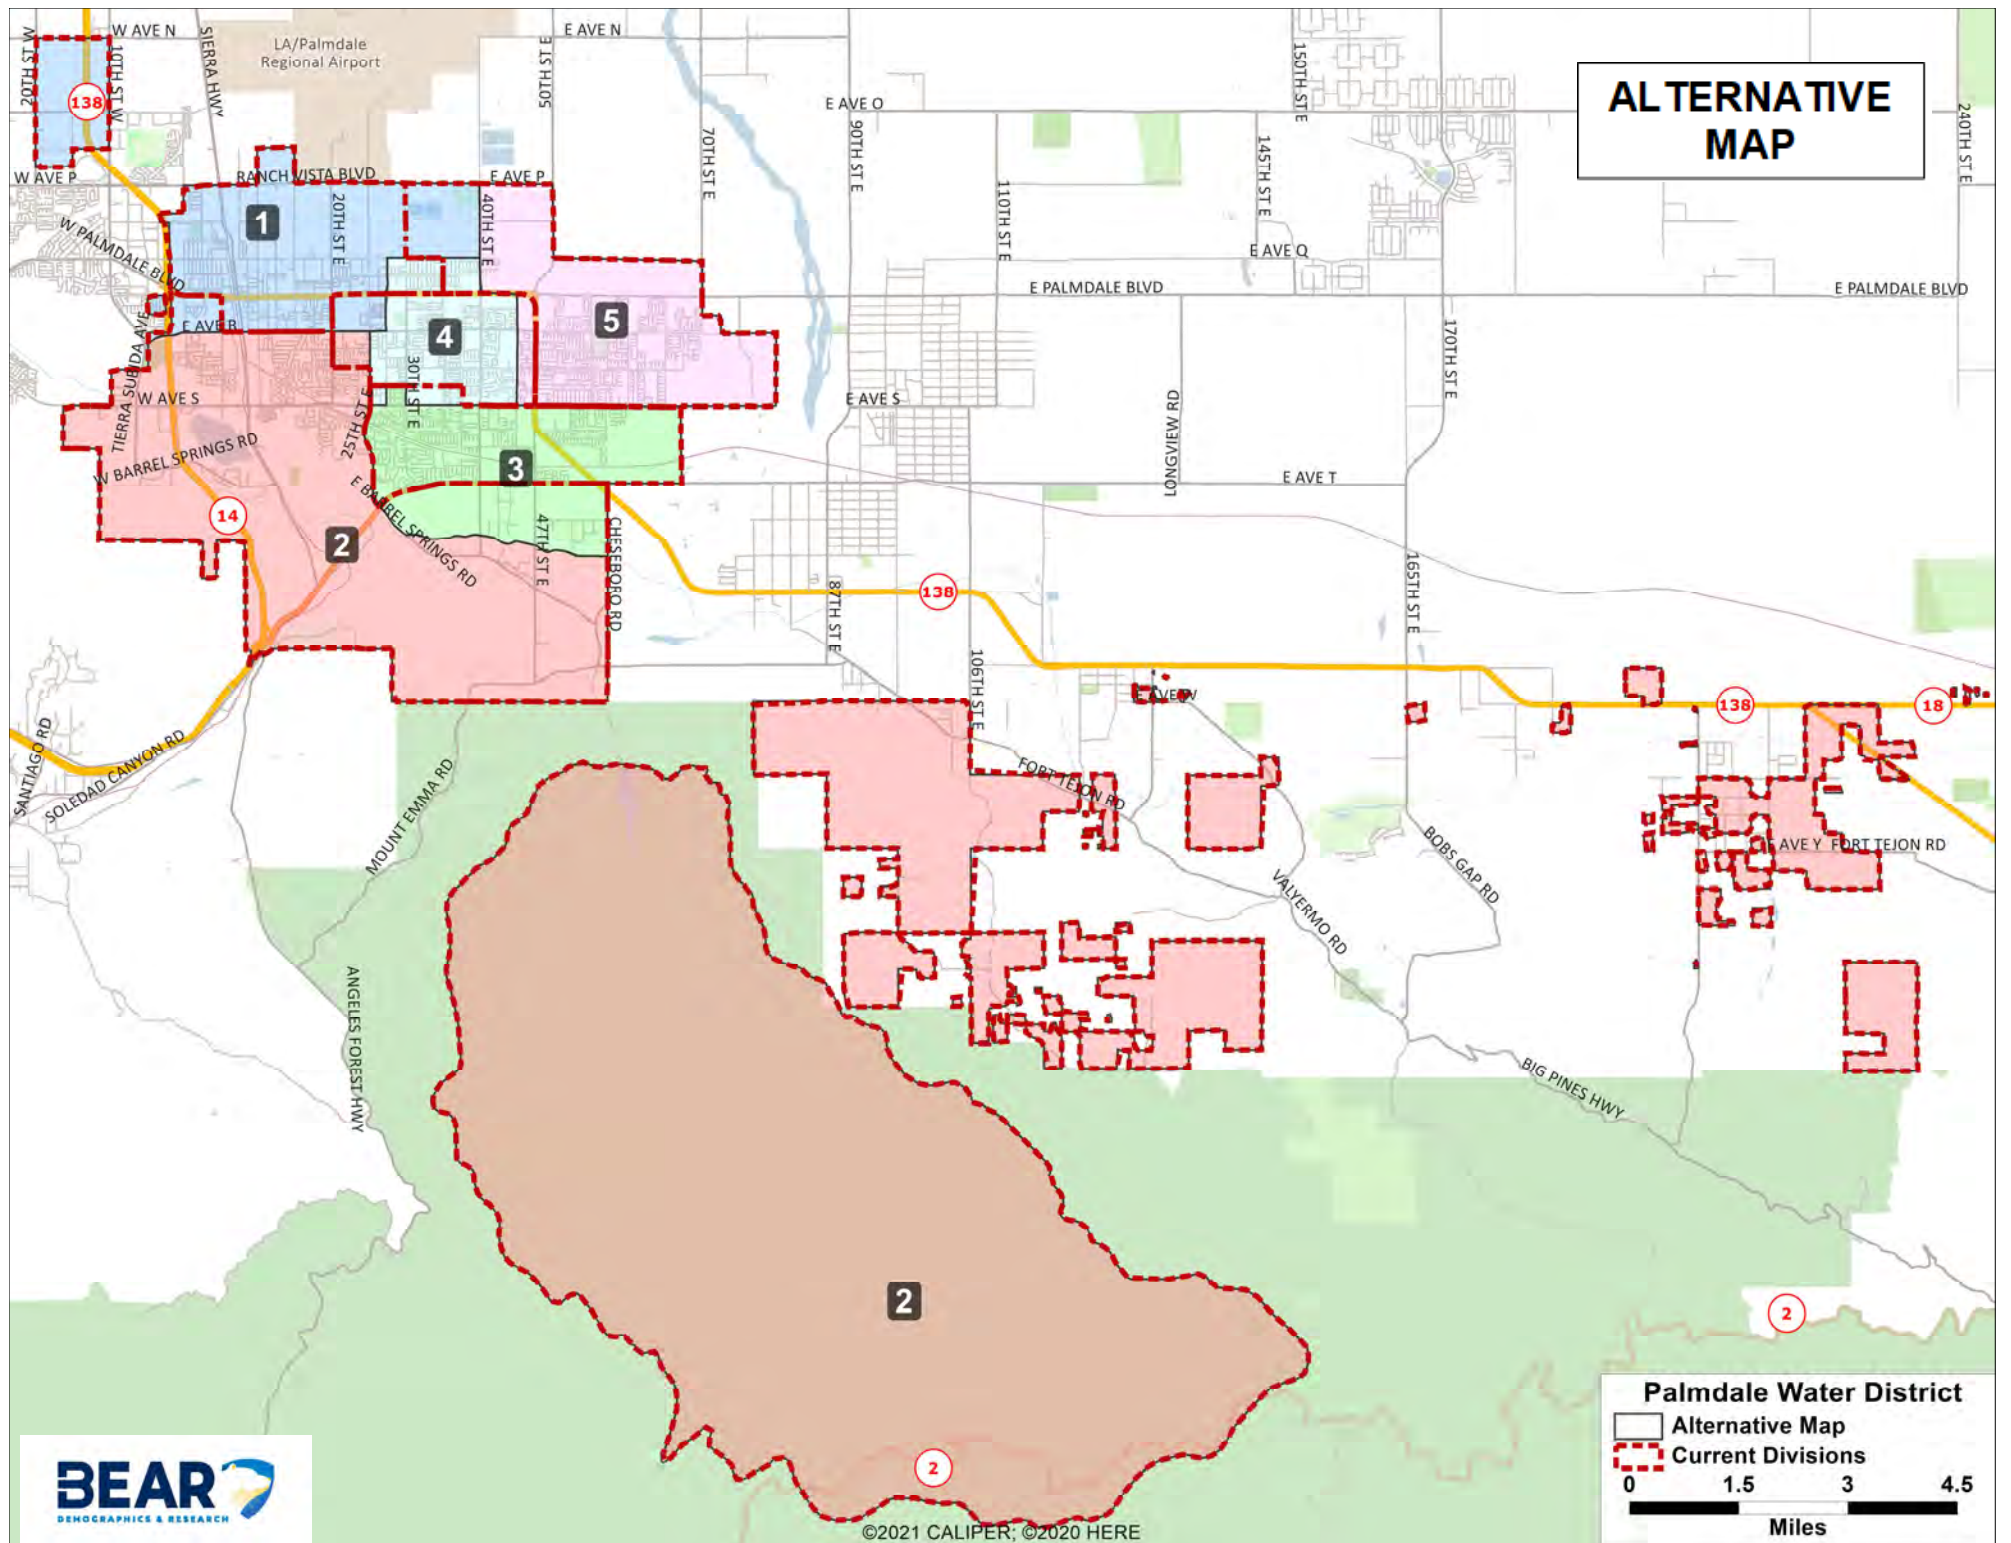 W AVE N
E AVE N
LA/Palmdale
Regional Airport
20TH ST W
10TH ST W
SIERRA HWY
50TH ST E
138
ALTERNATIVE
MAP
E AVE O
150TH ST E
240TH ST E
70TH ST E
90TH ST E
145TH ST E
110TH ST E
W AVE P
RANCH VISTA BLVD
E AVE P
1
20TH ST E
40TH ST E
W PALMDALE BLVD
E AVE Q
E PALMDALE BLVD
E PALMDALE BLVD
E AVE R
4
5
TIERRA SUBIDA AVE
30TH ST E
170TH ST E
W AVE S
E AVE S
25TH ST E
LONGVIEW RD
W BARREL SPRINGS RD
3
E AVE T
14
E BARREL SPRINGS RD
2
47TH ST E
CHESEBORO RD
87TH ST E
138
165TH ST E
106TH ST E
E AVE W
138
18
SANTIAGO RD
SOLEDAD CANYON RD
MOUNT EMMA RD
FORT TEJON RD
BOBS GAP RD
E AVE Y
FORT TEJON RD
VALYERMO RD
ANGELES FOREST HWY
BIG PINES HWY
2
2
2
Palmdale Water District
Alternative Map
Current Divisions
0 1.5 3 4.5
Miles
BEAR
DEMOGRAPHICS & RESEARCH
©2021 CALIPER; ©2020 HERE